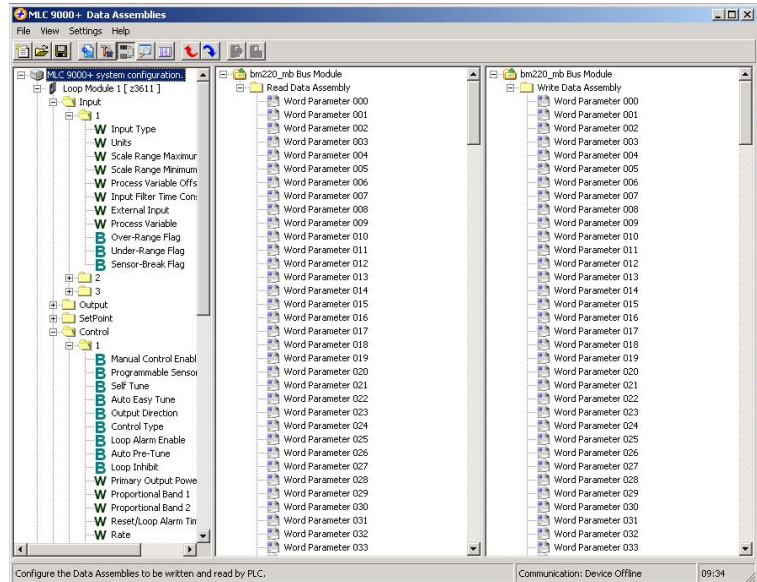 MLC 9000+ Data Assemblies
File View Settings Help
MLC 9000+ system configuration.
Loop Module 1 [ z3611 ]
Input
1
W Input Type
W Units
W Scale Range Maximur
W Scale Range Minimum
W Process Variable Offs
W Input Filter Time Con
W External Input
W Process Variable
B Over-Range Flag
B Under-Range Flag
B Sensor-Break Flag
2
3
Output
SetPoint
Control
1
B Manual Control Enabl
B Programmable Senso
B Self Tune
B Auto Easy Tune
B Output Direction
B Control Type
B Loop Alarm Enable
B Auto Pre-Tune
B Loop Inhibit
W Primary Output Powe
W Proportional Band 1
W Proportional Band 2
W Reset/Loop Alarm Tin
W Rate
bm220_mb Bus Module
Read Data Assembly
Word Parameter 000
Word Parameter 001
Word Parameter 002
Word Parameter 003
Word Parameter 004
Word Parameter 005
Word Parameter 006
Word Parameter 007
Word Parameter 008
Word Parameter 009
Word Parameter 010
Word Parameter 011
Word Parameter 012
Word Parameter 013
Word Parameter 014
Word Parameter 015
Word Parameter 016
Word Parameter 017
Word Parameter 018
Word Parameter 019
Word Parameter 020
Word Parameter 021
Word Parameter 022
Word Parameter 023
Word Parameter 024
Word Parameter 025
Word Parameter 026
Word Parameter 027
Word Parameter 028
Word Parameter 029
Word Parameter 030
Word Parameter 031
Word Parameter 032
Word Parameter 033
bm220_mb Bus Module
Write Data Assembly
Word Parameter 000
Word Parameter 001
Word Parameter 002
Word Parameter 003
Word Parameter 004
Word Parameter 005
Word Parameter 006
Word Parameter 007
Word Parameter 008
Word Parameter 009
Word Parameter 010
Word Parameter 011
Word Parameter 012
Word Parameter 013
Word Parameter 014
Word Parameter 015
Word Parameter 016
Word Parameter 017
Word Parameter 018
Word Parameter 019
Word Parameter 020
Word Parameter 021
Word Parameter 022
Word Parameter 023
Word Parameter 024
Word Parameter 025
Word Parameter 026
Word Parameter 027
Word Parameter 028
Word Parameter 029
Word Parameter 030
Word Parameter 031
Word Parameter 032
Word Parameter 033
Configure the Data Assemblies to be written and read by PLC.
Communication: Device Offline
09:34